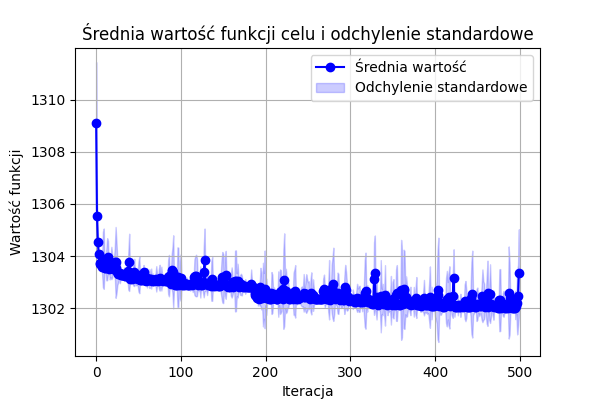 Średnia wartość funkcji celu i odchylenie standardowe
Średnia wartość
Odchylenie standardowe
Wartość funkcji
1310
1308
1306
1304
1302
0 100 200 300 400 500
Iteracja